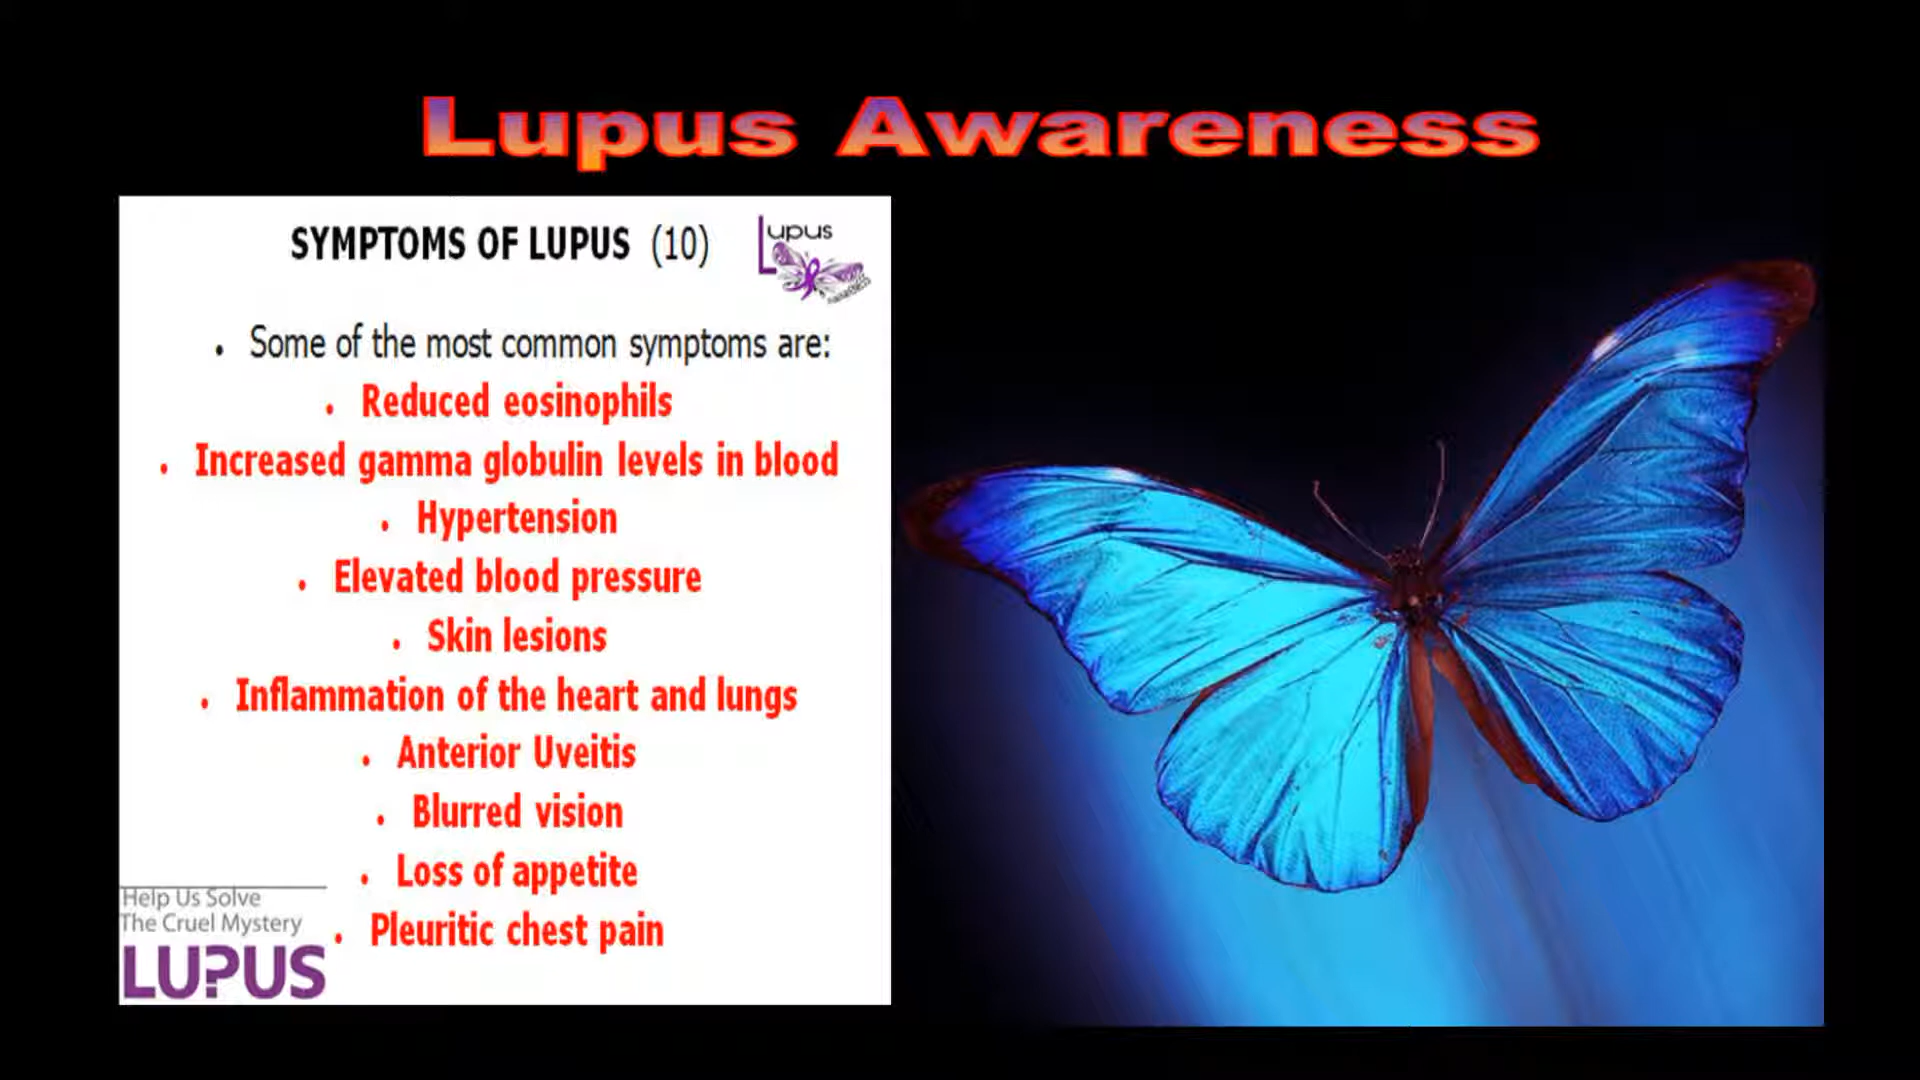 Lupus Awareness
SYMPTOMS OF LUPUS (10)
Lupus
• Some of the most common symptoms are:
• Reduced eosinophils
• Increased gamma globulin levels in blood
• Hypertension
• Elevated blood pressure
• Skin lesions
• Inflammation of the heart and lungs
• Anterior Uveitis
• Blurred vision
• Loss of appetite
• Pleuritic chest pain
Help Us Solve
The Cruel Mystery
LUPUS